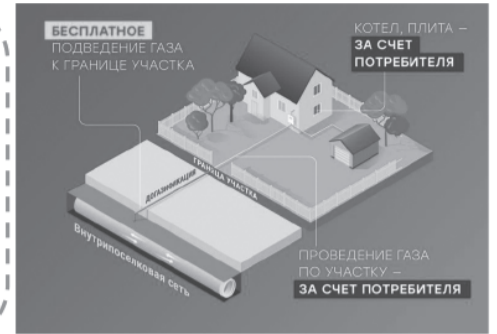 БЕСПЛАТНОЕ
ПОДВЕДЕНИЕ ГАЗА
К ГРАНИЦЕ УЧАСТКА
КОТЕЛ, ПЛИТА –
ЗА СЧЕТ
ПОТРЕБИТЕЛЯ
ГРАНИЦА УЧАСТКА
ДОГАЗИФИКАЦИЯ
Внутрипоселковая сеть
ПРОВЕДЕНИЕ ГАЗА
ПО УЧАСТКУ –
ЗА СЧЕТ ПОТРЕБИТЕЛЯ